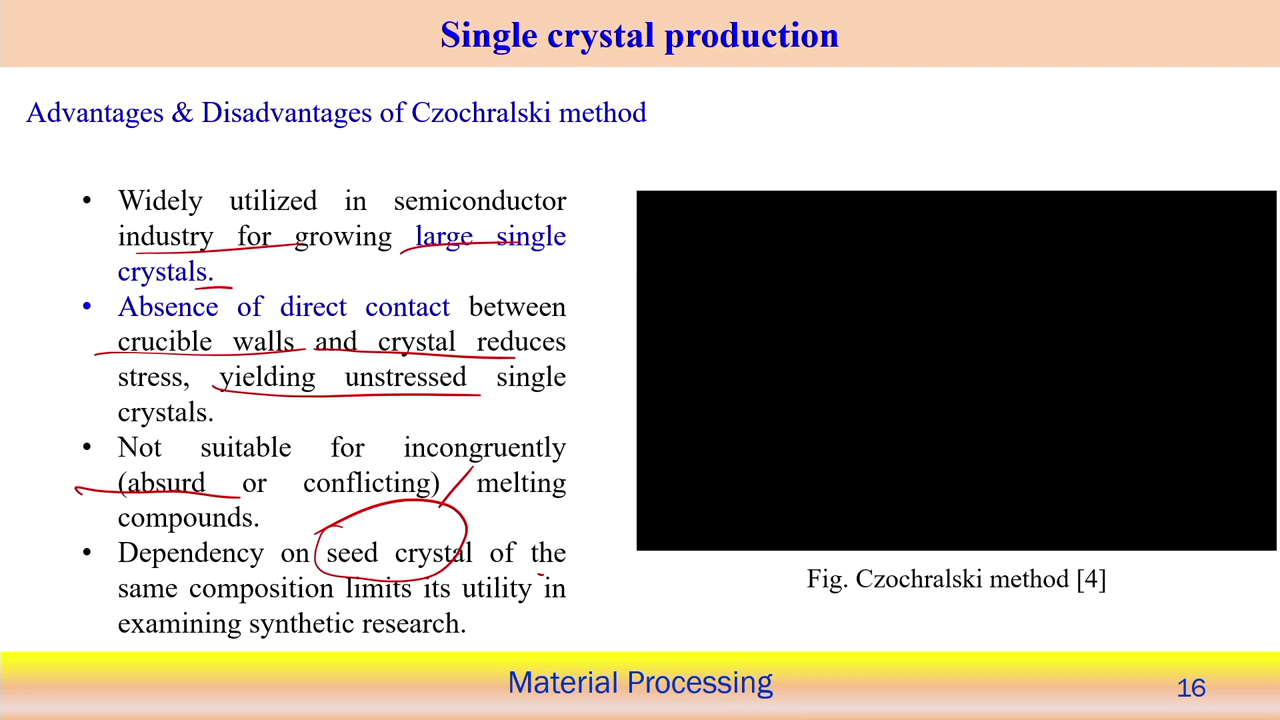 Single crystal production
Advantages & Disadvantages of Czochralski method
• Widely utilized in semiconductor
industry for growing large single
crystals.
• Absence of direct contact between
crucible walls and crystal reduces
stress, yielding unstressed single
crystals.
• Not suitable for incongruently
(absurd or conflicting) melting
compounds.
• Dependency on seed crystal of the
same composition limits its utility in
examining synthetic research.
Fig. Czochralski method [4]
Material Processing
16